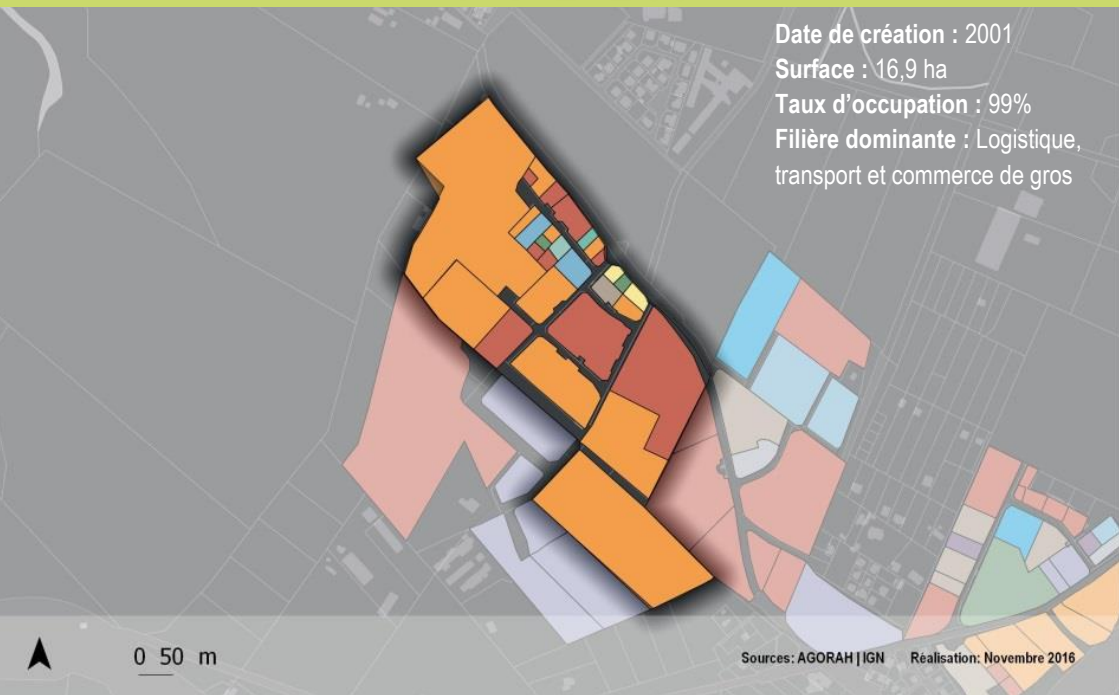 Date de création : 2001
Surface : 16,9 ha
Taux d’occupation : 99%
Filière dominante : Logistique,
transport et commerce de gros
0 50 m
Sources: AGORAH | IGN Réalisation: Novembre 2016